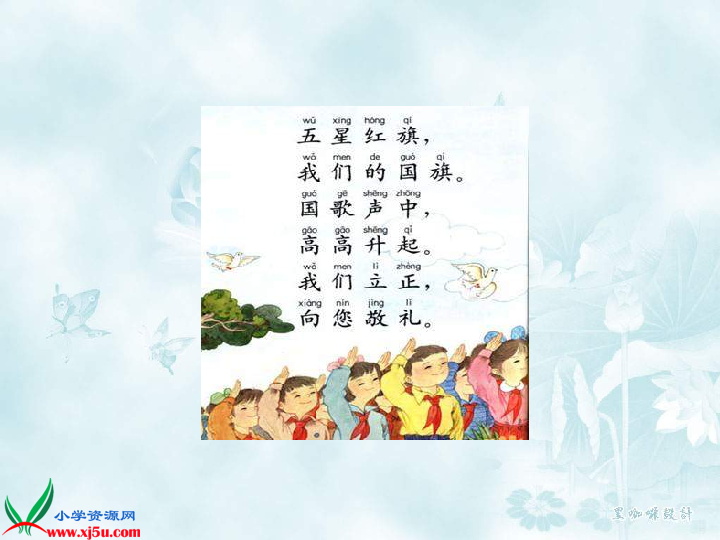 wǔ xīng hóng qí
五星红旗，
wǒ men de guó qí
我们的国旗。
guó gē shēng zhōng
国歌声中，
gāo gāo shēng qǐ
高高升起。
wǒ men lì zhèng
我们立正，
xiàng nín jìng lǐ
向您敬礼。
小学资源网
www.xj5u.com
黑咖啡设计